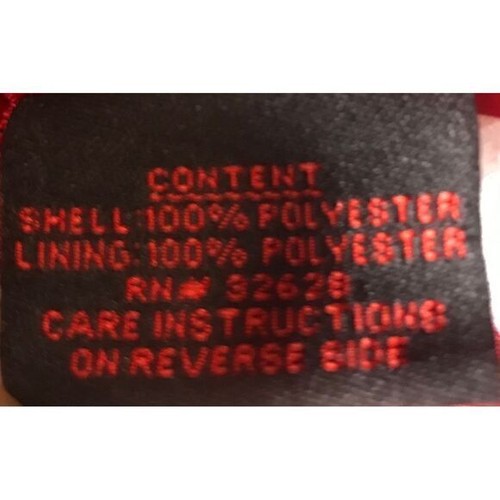 CONTENT
SHELL: 100% POLYESTER
LINING: 100% POLYESTER
RN# 32628
CARE INSTRUCTIONS
ON REVERSE SIDE